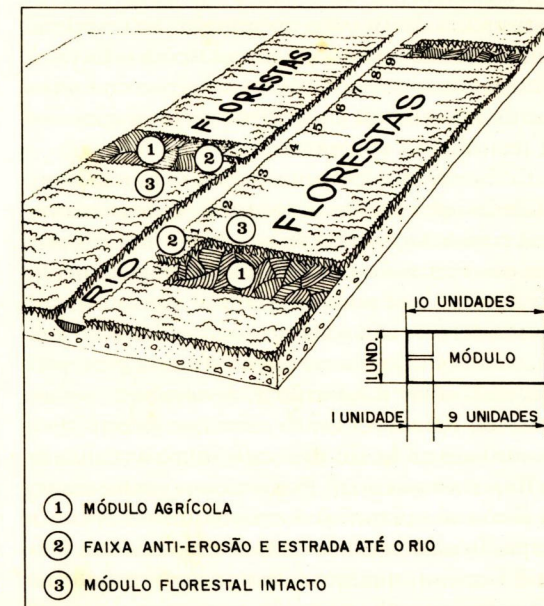 FLORESTAS
1
2
3
9
8
7
6
5
4
3
2
FLORESTAS
2
3
1
RIO
10 UNIDADES
1 UND.
MÓDULO
1 UNIDADE
9 UNIDADES
1 MÓDULO AGRÍCOLA
2 FAIXA ANTI-EROSÃO E ESTRADA ATÉ O RIO
3 MÓDULO FLORESTAL INTACTO